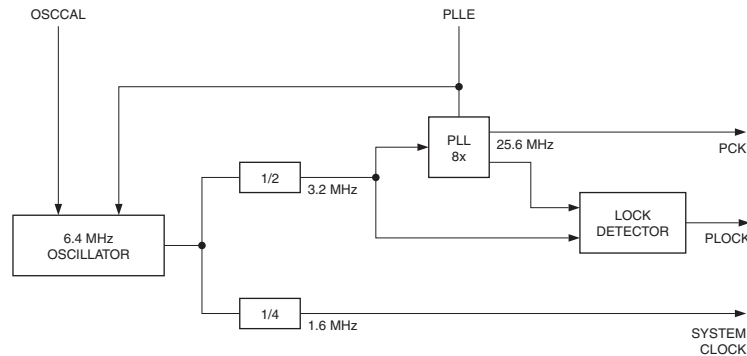 OSCCAL
PLLE
PLL
8x
25.6 MHz
PCK
1/2
3.2 MHz
LOCK
DETECTOR
PLOCK
6.4 MHz
OSCILLATOR
1/4
1.6 MHz
SYSTEM
CLOCK